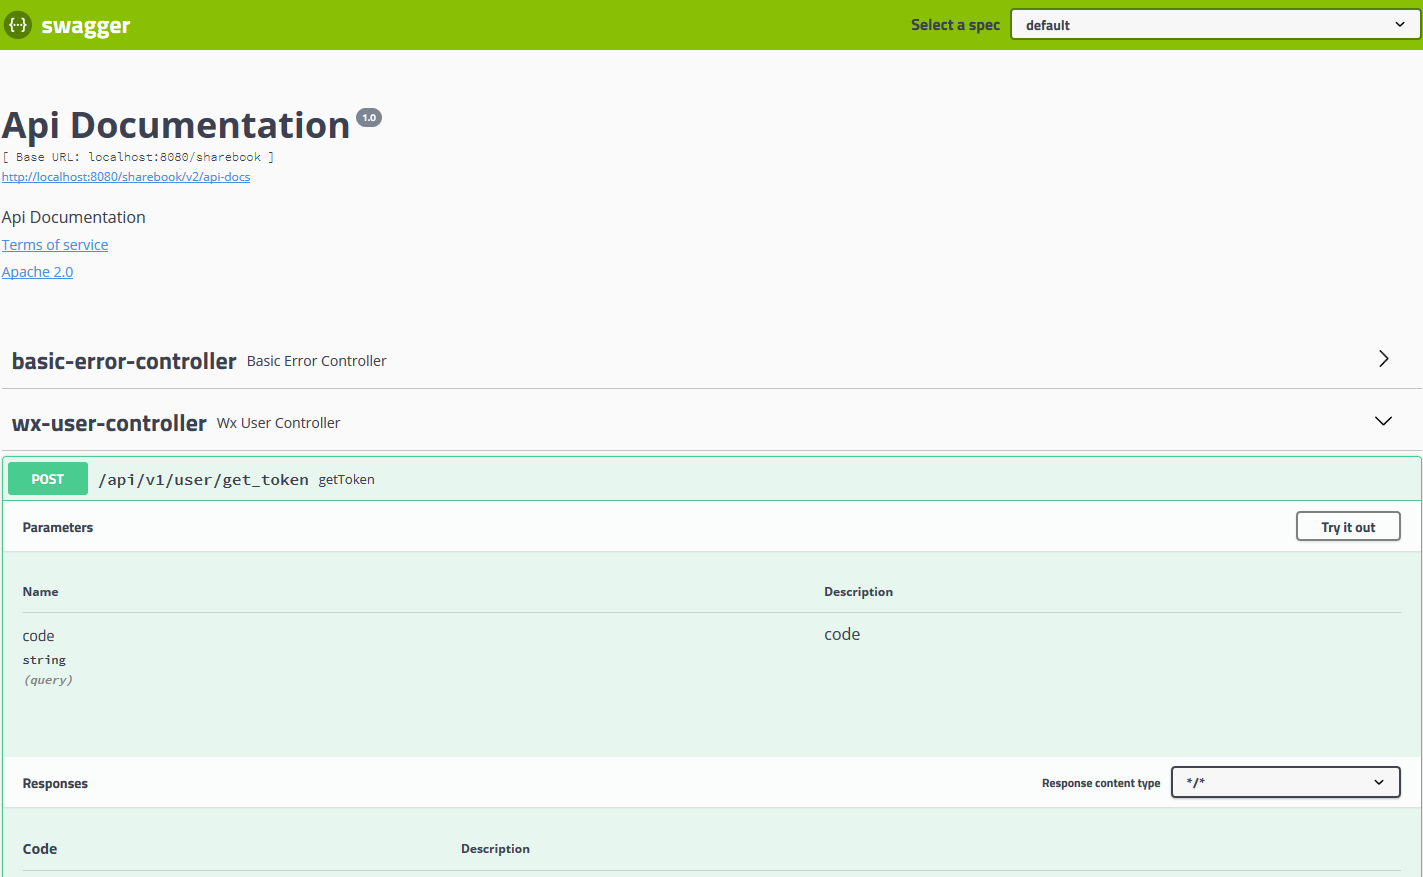 {···} swagger
Select a spec default
Api Documentation 1.0
[ Base URL: localhost:8080/sharebook ]
http://localhost:8080/sharebook/v2/api-docs
Api Documentation
Terms of service
Apache 2.0
basic-error-controller Basic Error Controller
wx-user-controller Wx User Controller
POST /api/v1/user/get_token getToken
Parameters Try it out
Name Description
code code
string
(query)
Responses Response content type */*
Code Description